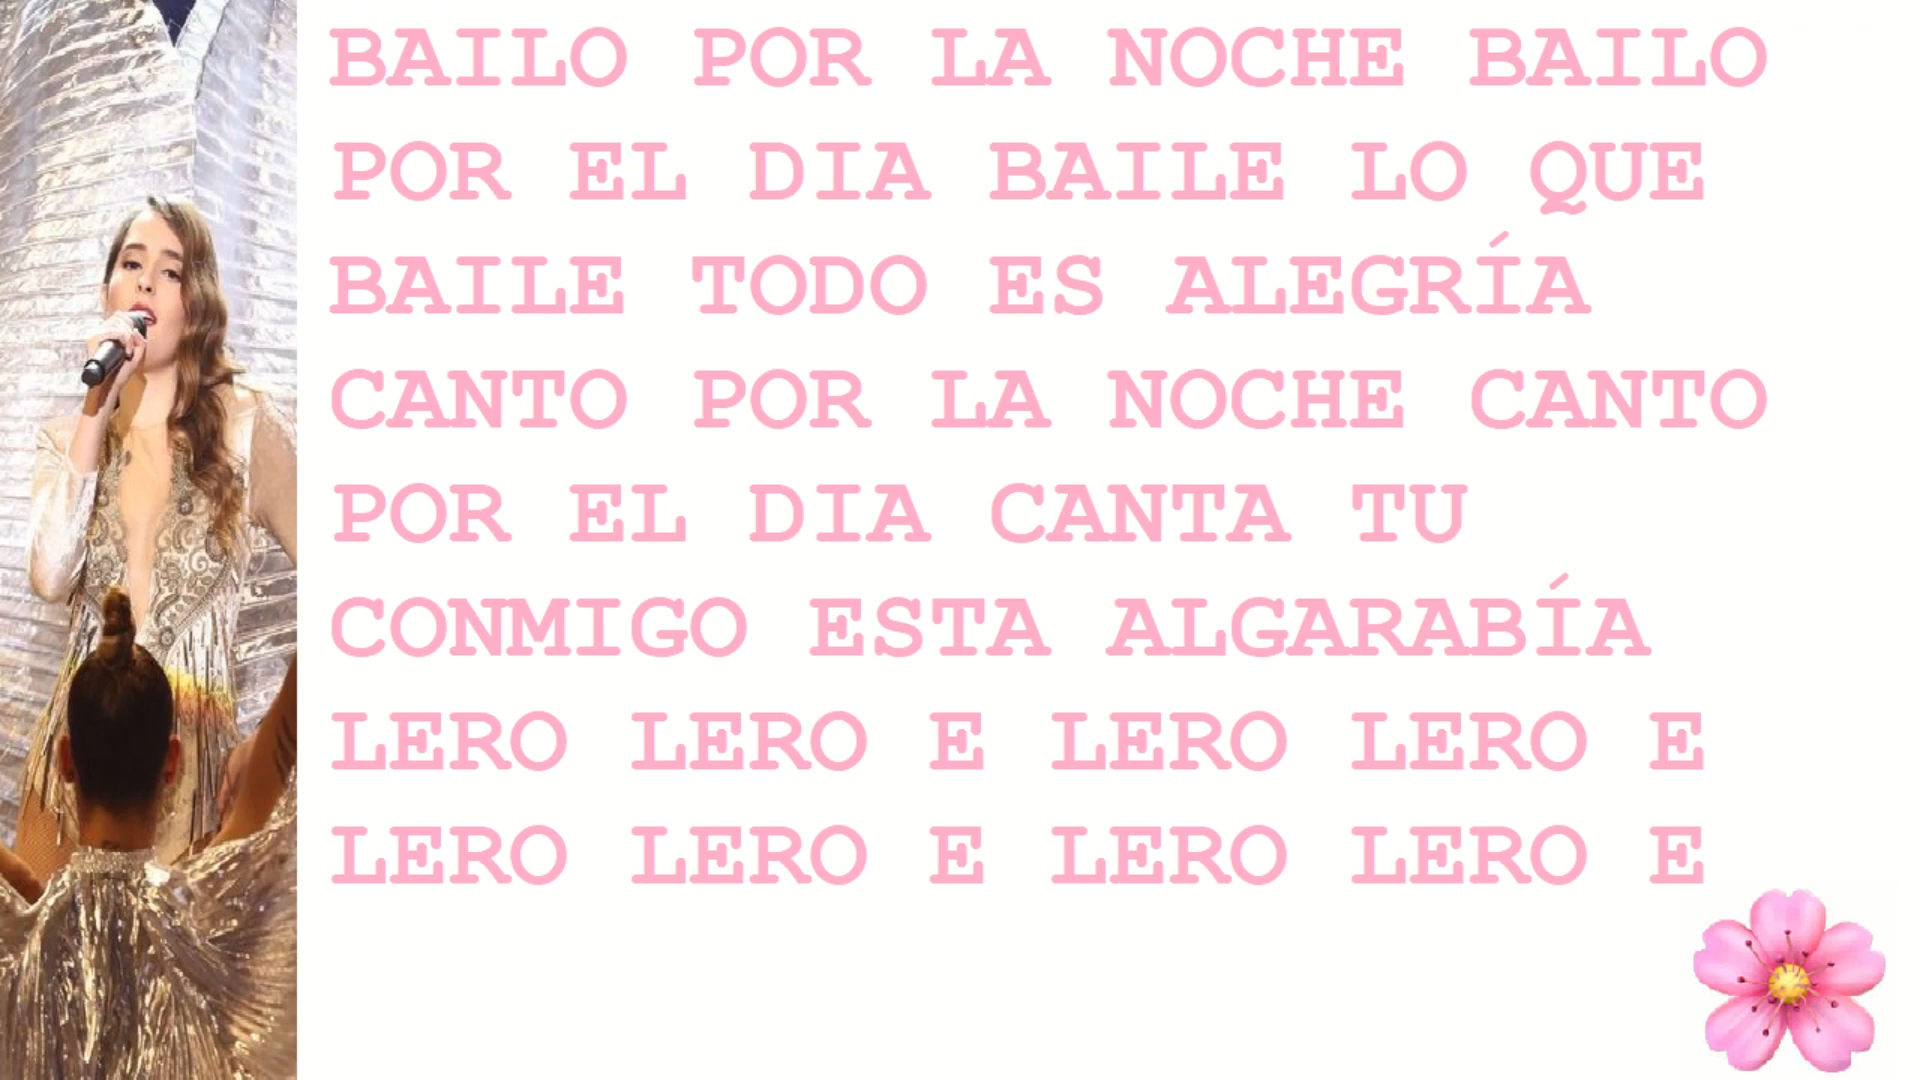 BAILO POR LA NOCHE BAILO
POR EL DIA BAILE LO QUE
BAILE TODO ES ALEGRÍA
CANTO POR LA NOCHE CANTO
POR EL DIA CANTA TU
CONMIGO ESTA ALGARABÍA
LERO LERO E LERO LERO E
LERO LERO E LERO LERO E